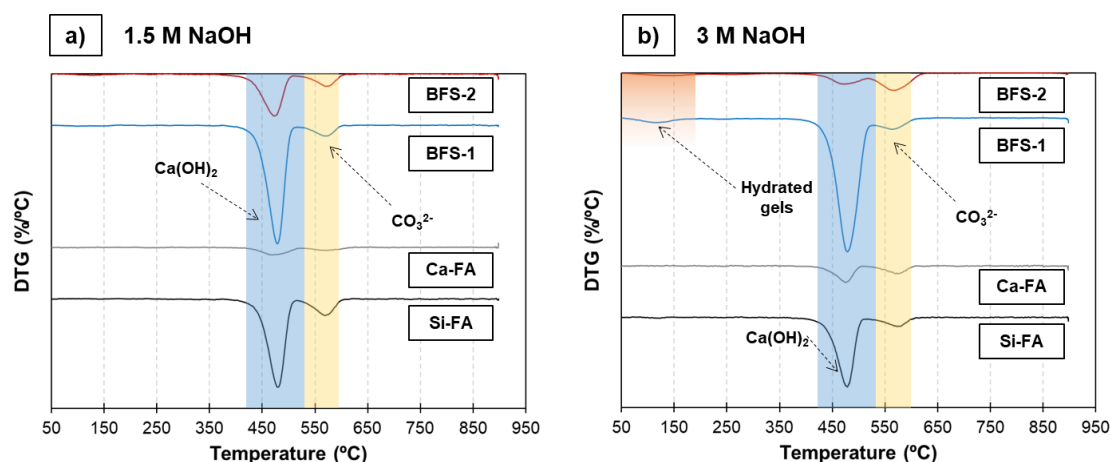 a)
1.5 M NaOH
BFS-2
BFS-1
Ca(OH)₂
CO₃²⁻
Ca-FA
Si-FA
DTG (%/ºC)
50 150 250 350 450 550 650 750 850 950
Temperature (ºC)
b)
3 M NaOH
BFS-2
BFS-1
Hydrated
gels
CO₃²⁻
Ca-FA
Ca(OH)₂
Si-FA
DTG (%/ºC)
50 150 250 350 450 550 650 750 850 950
Temperature (ºC)